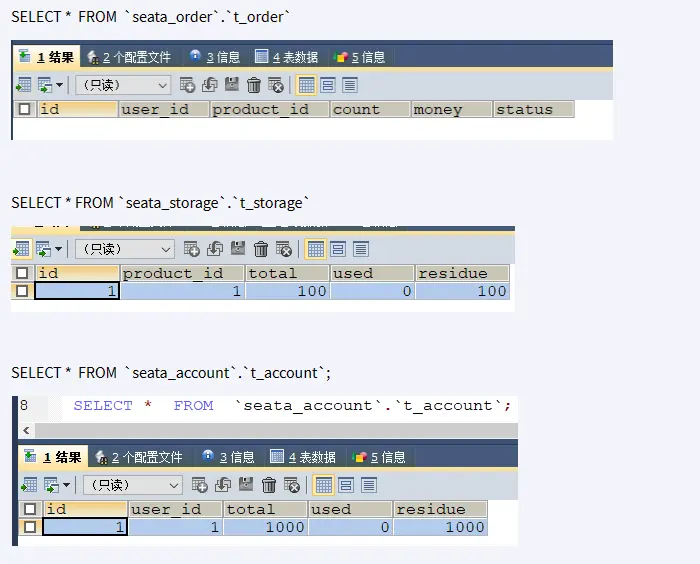 SELECT * FROM `seata_order`.`t_order`
1 结果 2 个配置文件 3 信息 4 表数据 5 信息
（只读）
id user_id product_id count money status
SELECT * FROM `seata_storage`.`t_storage`
（只读）
id product_id total used residue
1 1 100 0 100
SELECT * FROM `seata_account`.`t_account`;
8 SELECT * FROM `seata_account`.`t_account`;
1 结果 2 个配置文件 3 信息 4 表数据 5 信息
（只读）
id user_id total used residue
1 1 1000 0 1000